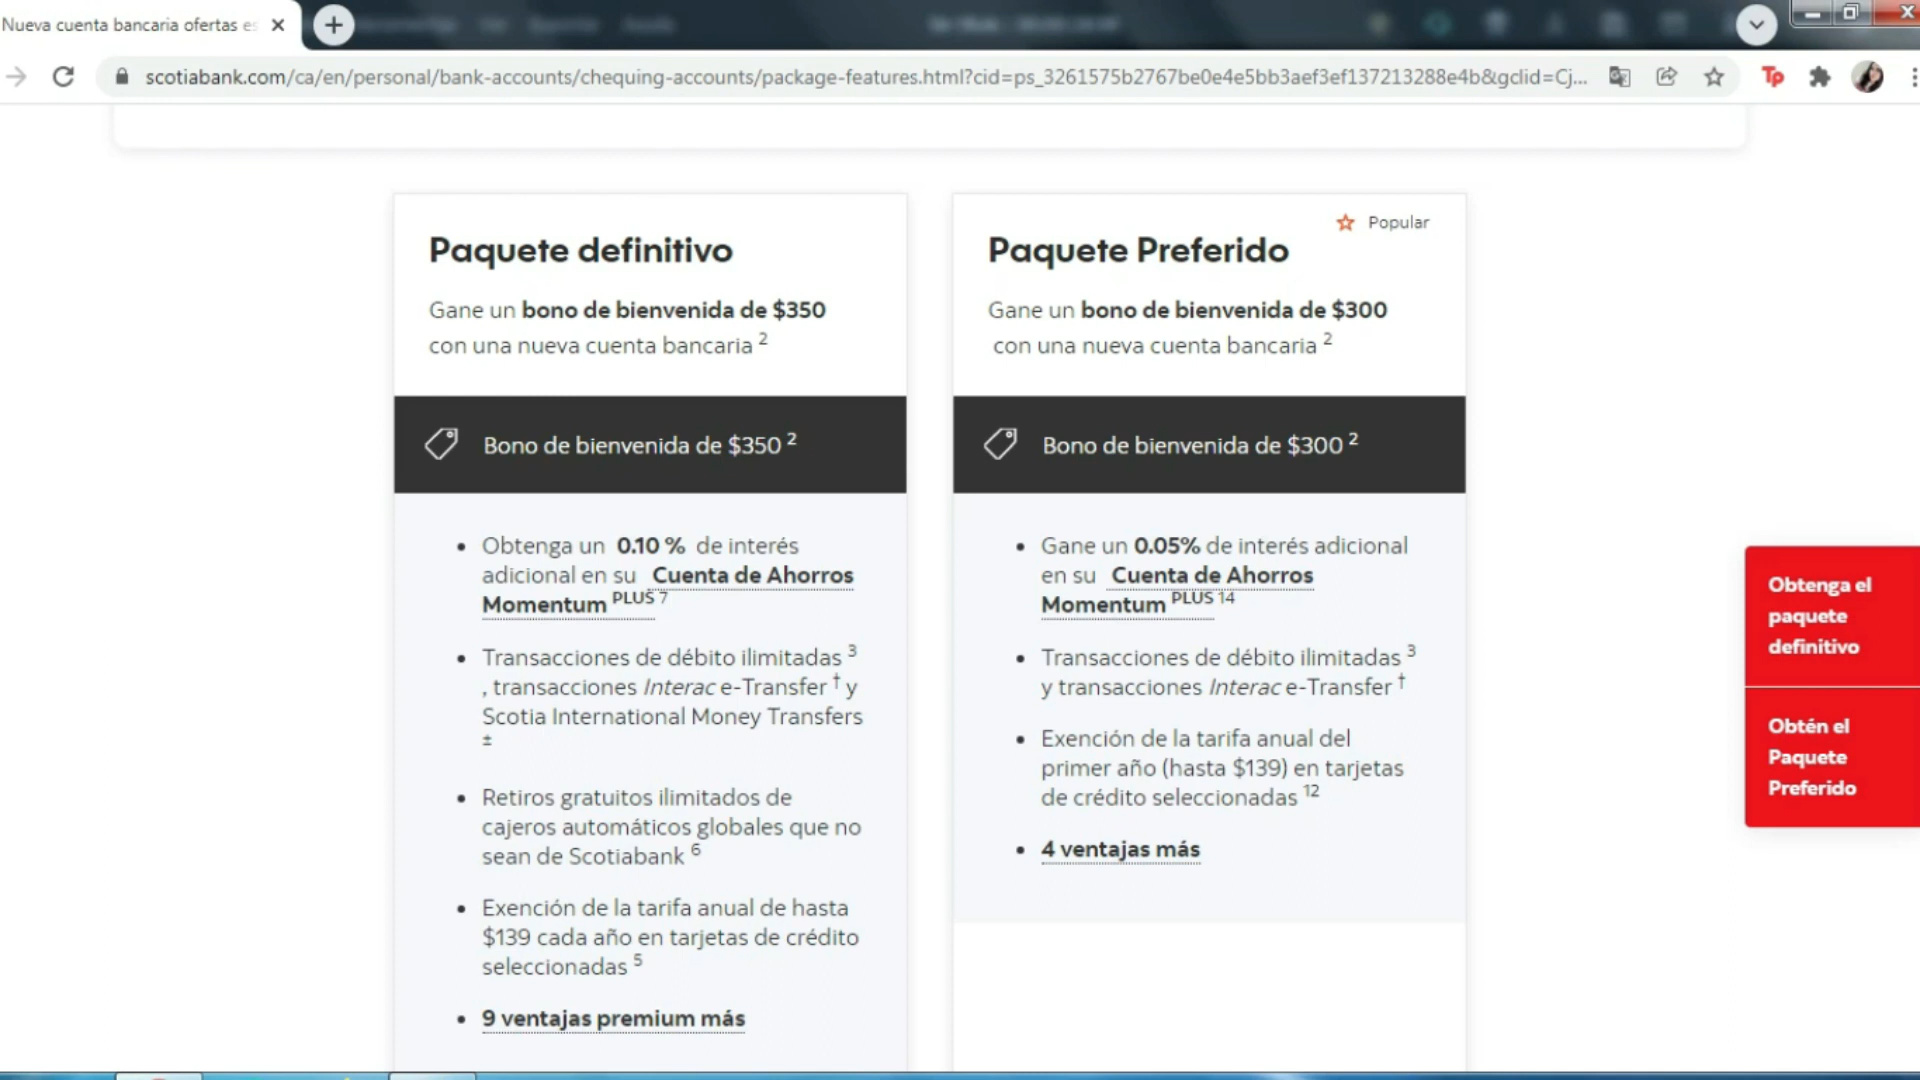 Nueva cuenta bancaria ofertas es
scotiabank.com/ca/en/personal/bank-accounts/chequing-accounts/package-features.html?cid=ps_3261575b2767be0e4e5bb3aef3ef137213288e4b&gclid=Cj...
Tp
Paquete definitivo
Gane un bono de bienvenida de $350
con una nueva cuenta bancaria 2
Bono de bienvenida de $350 2
• Obtenga un 0.10 % de interés
adicional en su Cuenta de Ahorros
Momentum PLUS 7
• Transacciones de débito ilimitadas 3
, transacciones Interac e-Transfer † y
Scotia International Money Transfers
±
• Retiros gratuitos ilimitados de
cajeros automáticos globales que no
sean de Scotiabank 6
• Exención de la tarifa anual de hasta
$139 cada año en tarjetas de crédito
seleccionadas 5
• 9 ventajas premium más
Popular
Paquete Preferido
Gane un bono de bienvenida de $300
con una nueva cuenta bancaria 2
Bono de bienvenida de $300 2
• Gane un 0.05% de interés adicional
en su Cuenta de Ahorros
Momentum PLUS 14
• Transacciones de débito ilimitadas 3
y transacciones Interac e-Transfer †
• Exención de la tarifa anual del
primer año (hasta $139) en tarjetas
de crédito seleccionadas 12
• 4 ventajas más
Obtenga el
paquete
definitivo
Obtén el
Paquete
Preferido